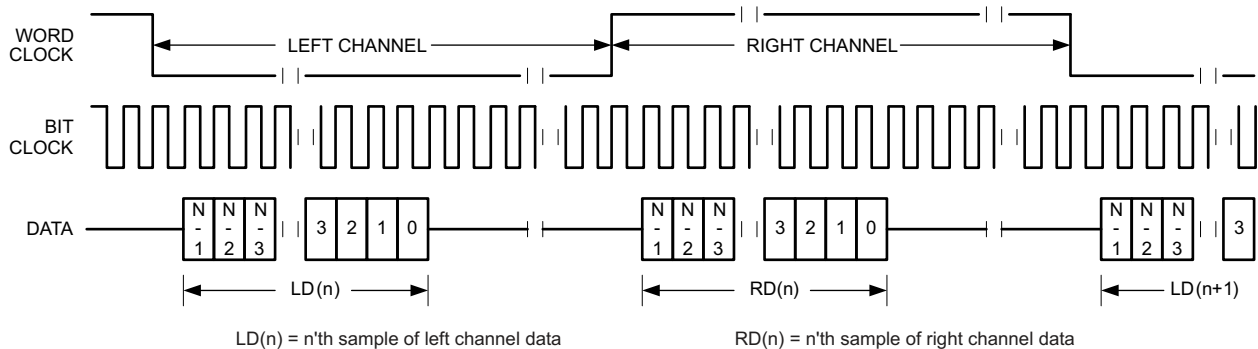 WORD
CLOCK
LEFT CHANNEL
RIGHT CHANNEL
BIT
CLOCK
DATA
N
-
1
N
-
2
N
-
3
3 2 1 0
N
-
1
N
-
2
N
-
3
3 2 1 0
N
-
1
N
-
2
N
-
3
3
LD(n)
RD(n)
LD(n+1)
LD(n) = n'th sample of left channel data
RD(n) = n'th sample of right channel data